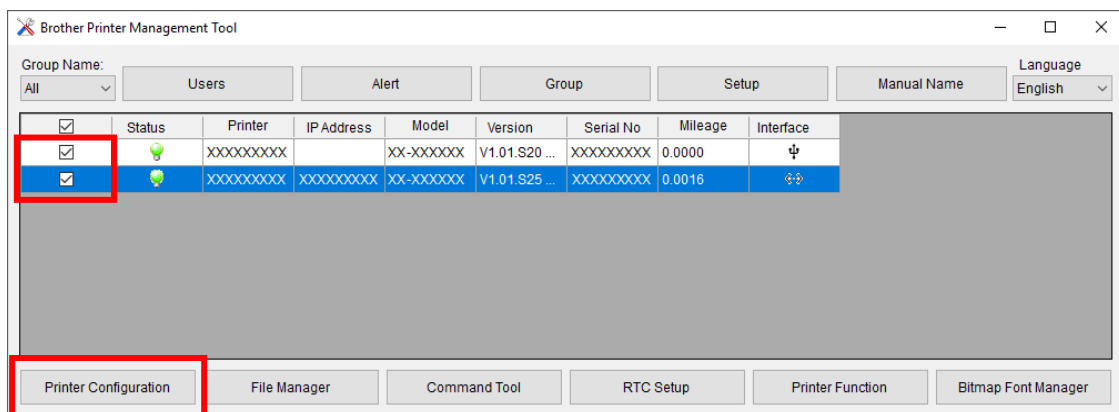 Brother Printer Management Tool
Group Name:
Language
All Users Alert Group Setup Manual Name English
Status Printer IP Address Model Version Serial No Mileage Interface
XXXXXXXXX XX-XXXXXX V1.01.S20 ... XXXXXXXXX 0.0000
XXXXXXXXX XXXXXXXXX XX-XXXXXX V1.01.S25 ... XXXXXXXXX 0.0016
Printer Configuration File Manager Command Tool RTC Setup Printer Function Bitmap Font Manager